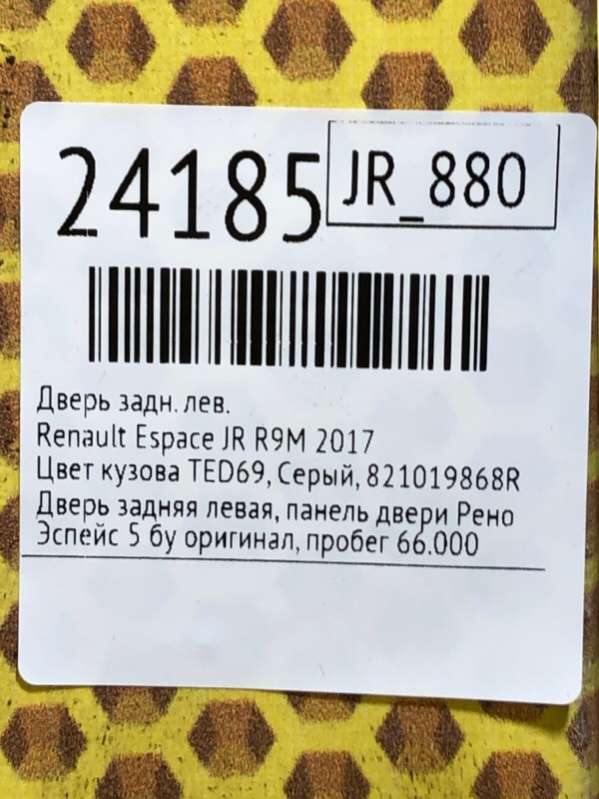 24185
JR_880
Дверь задн. лев.
Renault Espace JR R9M 2017
Цвет кузова TED69, Серый, 821019868R
Дверь задняя левая, панель двери Рено
Эспейс 5 бу оригинал, пробег 66.000